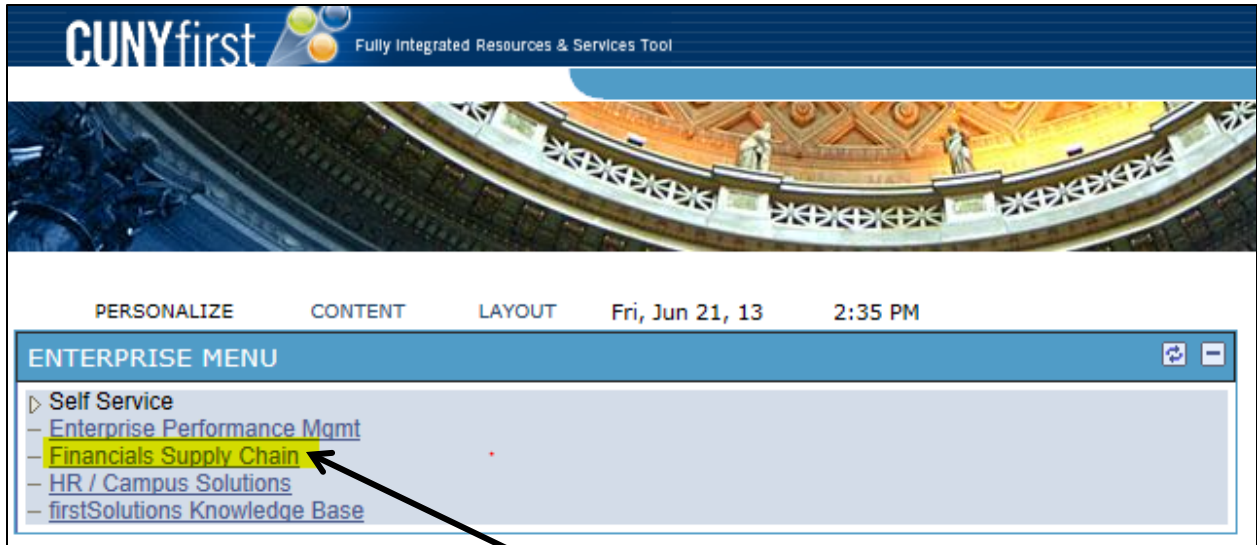 CUNYfirst Fully Integrated Resources & Services Tool
PERSONALIZE CONTENT LAYOUT Fri, Jun 21, 13 2:35 PM
ENTERPRISE MENU
Self Service
– Enterprise Performance Mgmt
– Financials Supply Chain
– HR / Campus Solutions
– firstSolutions Knowledge Base